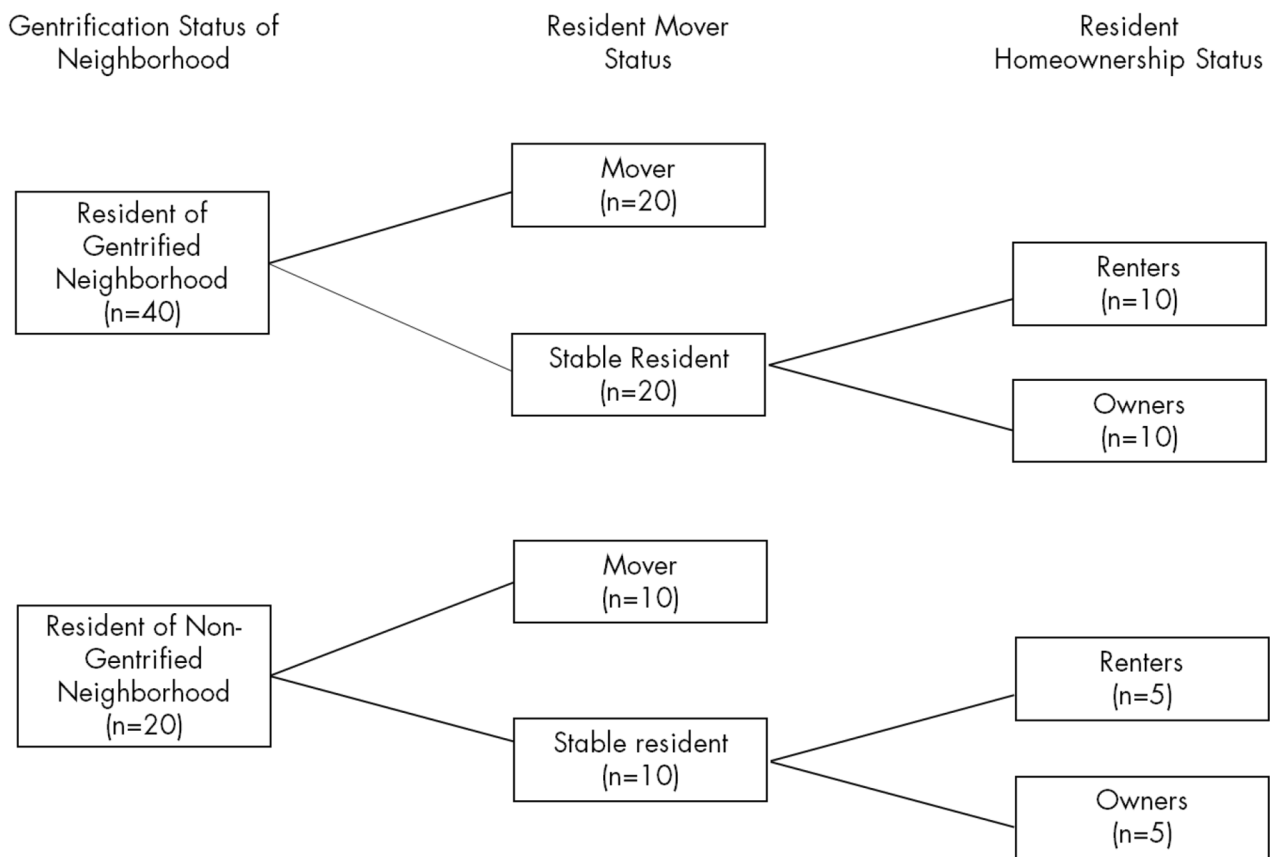 Gentrification Status of
Neighborhood
Resident Mover
Status
Resident
Homeownership Status
Resident of
Gentrified
Neighborhood
(n=40)
Mover
(n=20)
Stable Resident
(n=20)
Renters
(n=10)
Owners
(n=10)
Resident of Non-
Gentrified
Neighborhood
(n=20)
Mover
(n=10)
Stable resident
(n=10)
Renters
(n=5)
Owners
(n=5)